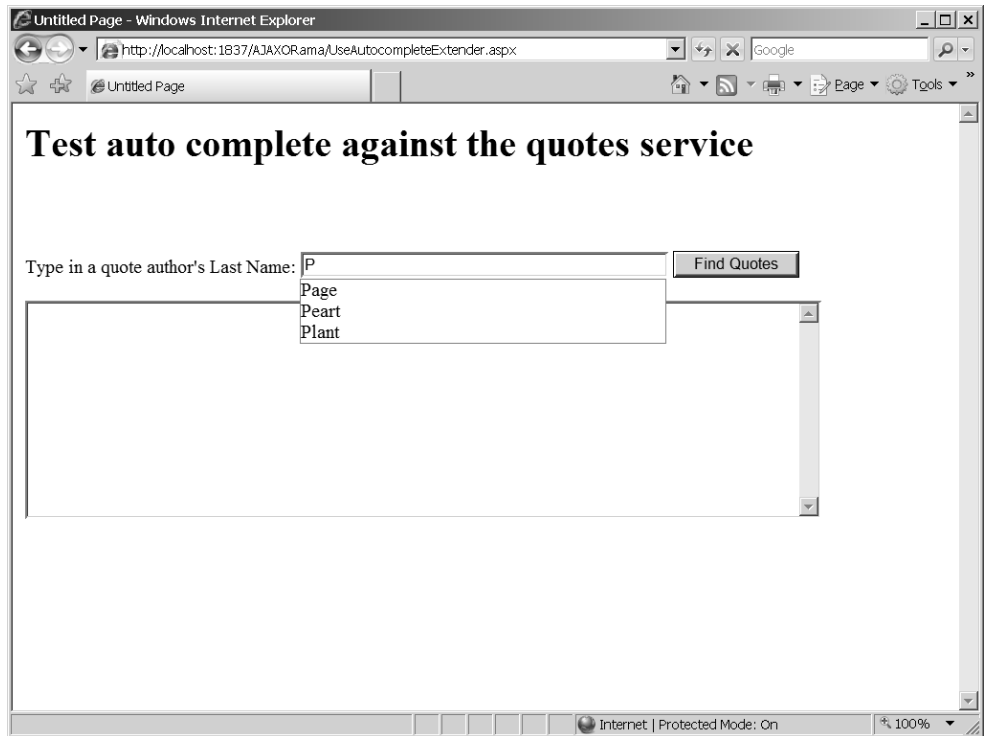 Untitled Page - Windows Internet Explorer
http://localhost:1837/AJAXORama/UseAutocompleteExtender.aspx
Google
Untitled Page
Page
Tools
Test auto complete against the quotes service
Type in a quote author's Last Name: P
Find Quotes
Page
Peart
Plant
Internet | Protected Mode: On
100%